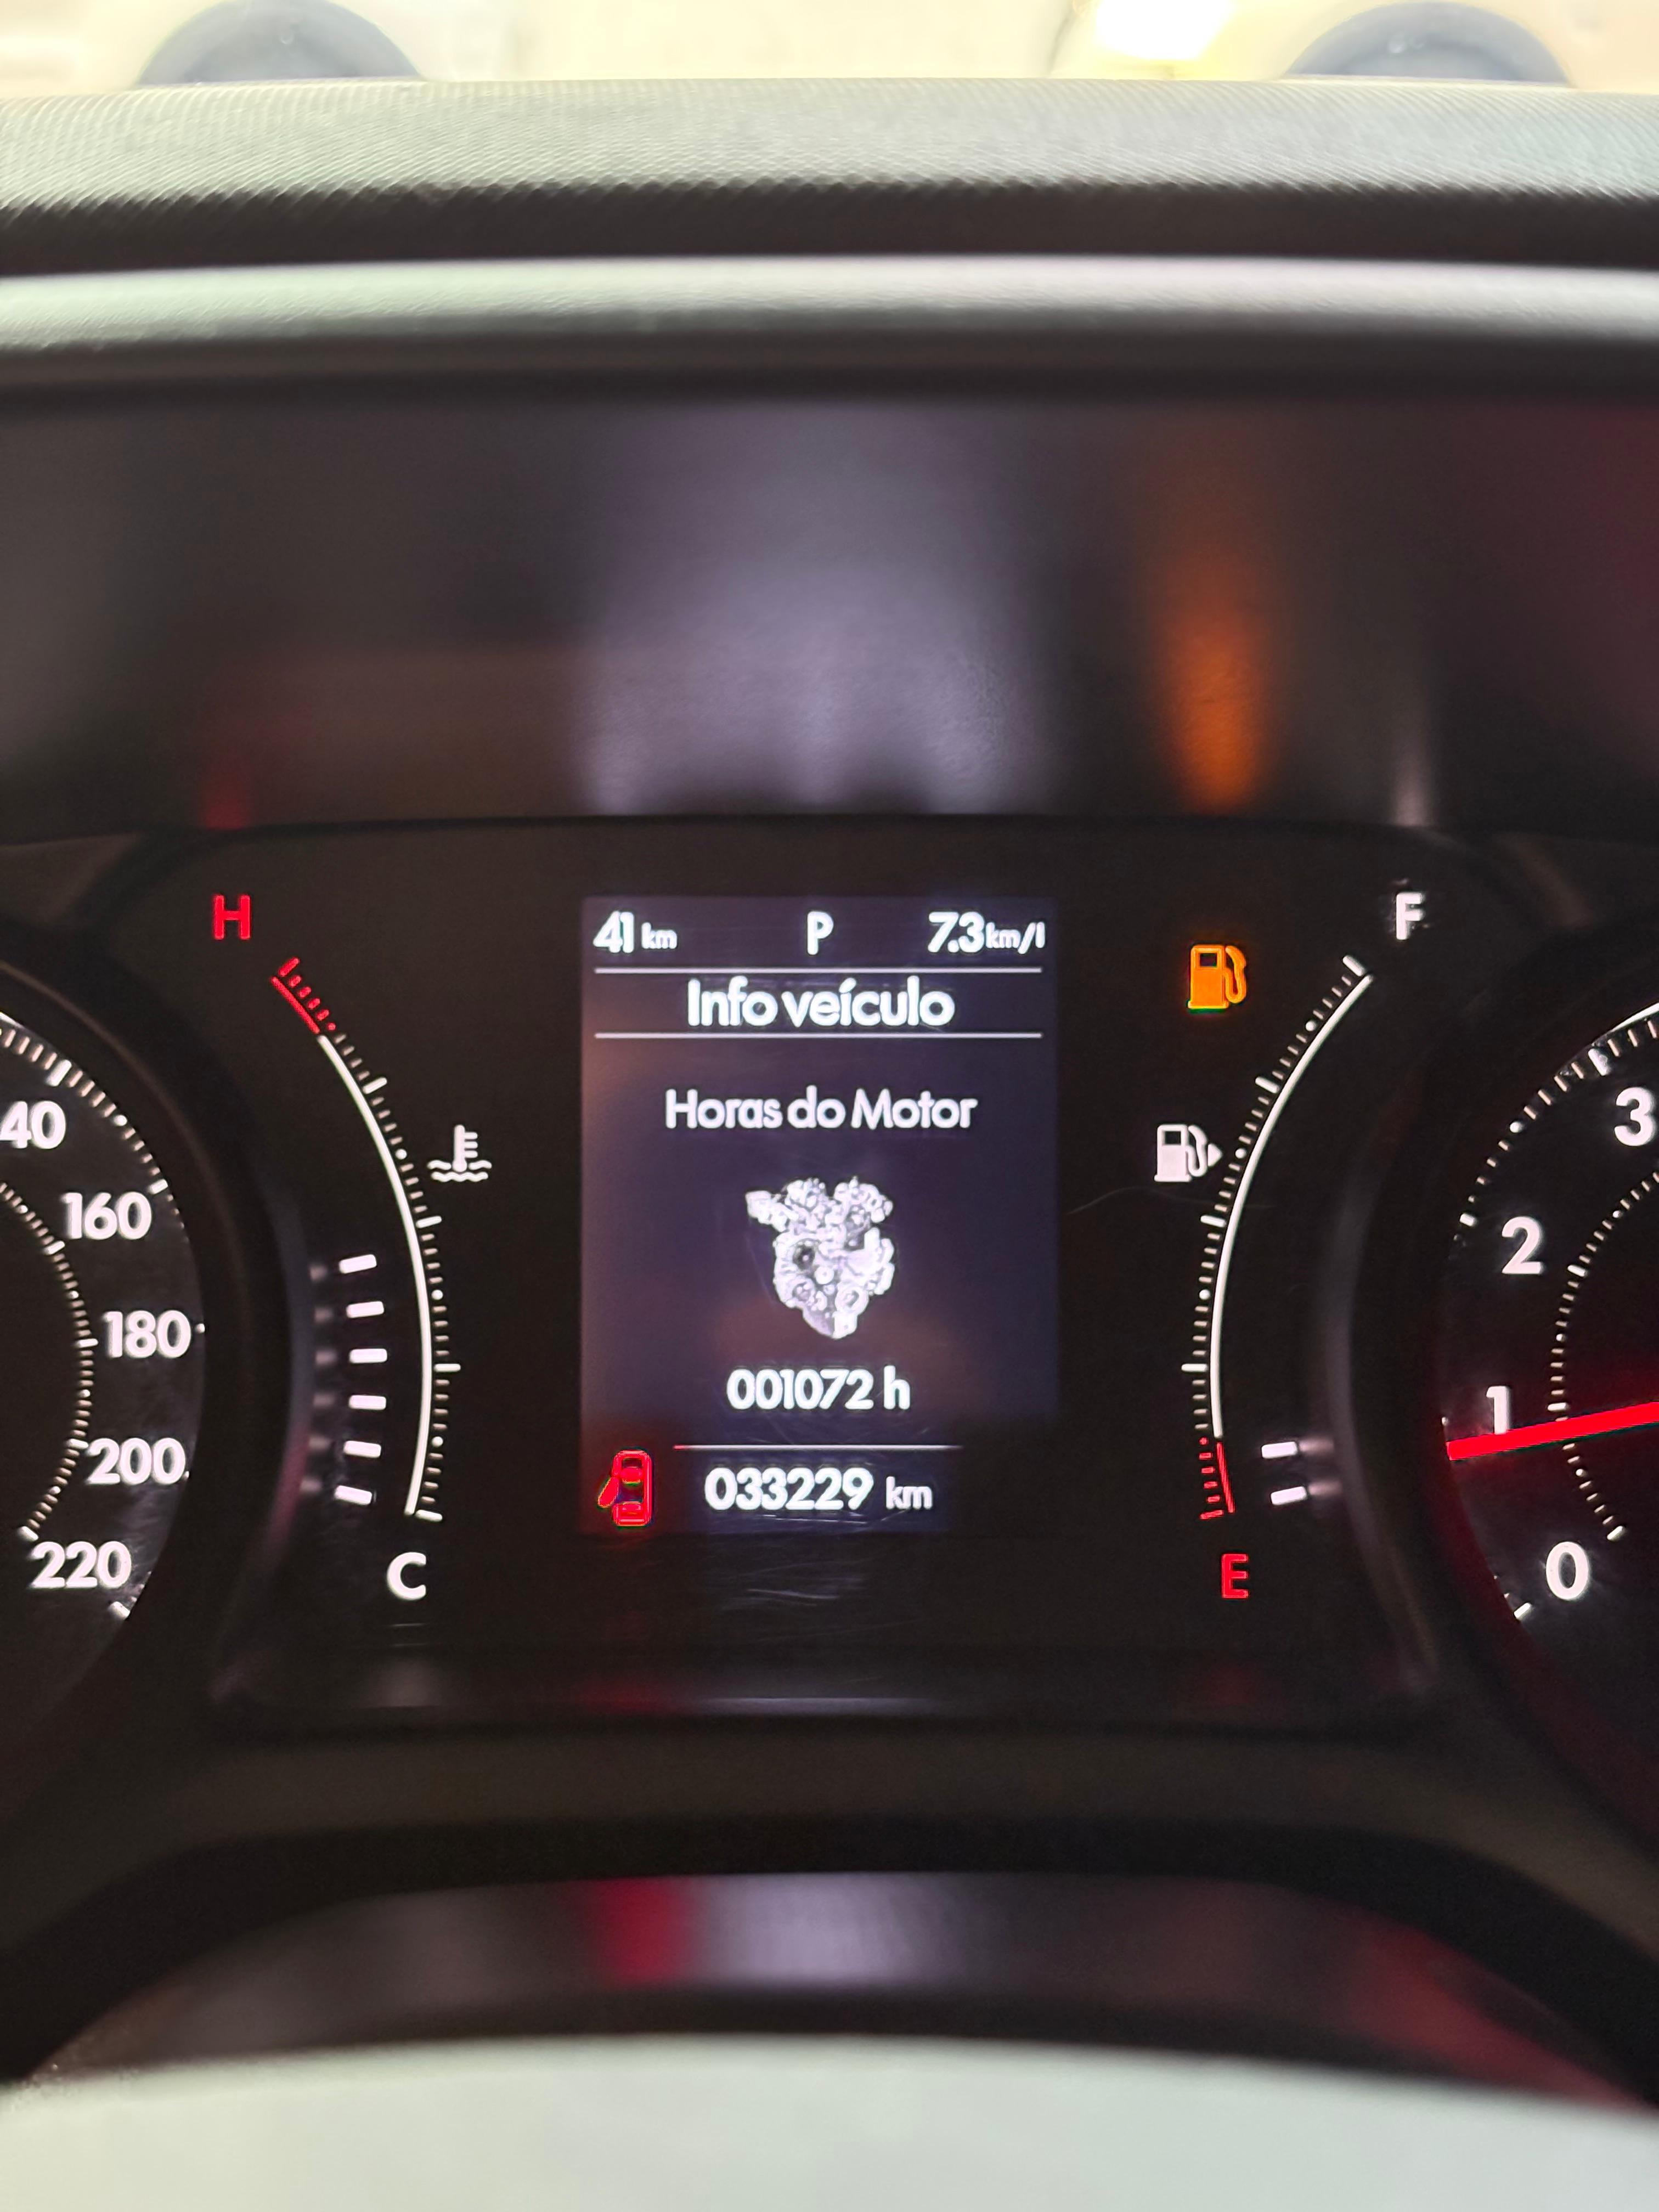 41 km P 7.3 km/l
Info veículo
Horas do Motor
001072 h
033229 km
H
C
F
E
40
160
180
200
220
3
2
1
0